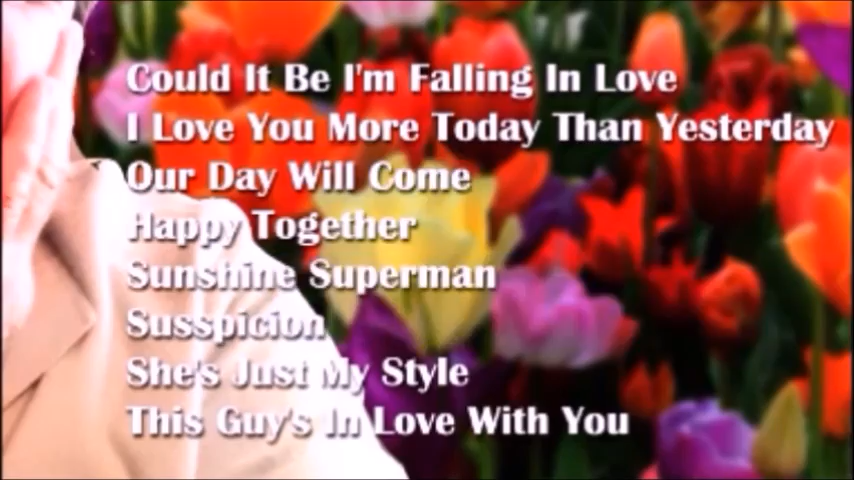 Could It Be I'm Falling In Love
I Love You More Today Than Yesterday
Our Day Will Come
Happy Together
Sunshine Superman
Susspicion
She's Just My Style
This Guy's In Love With You